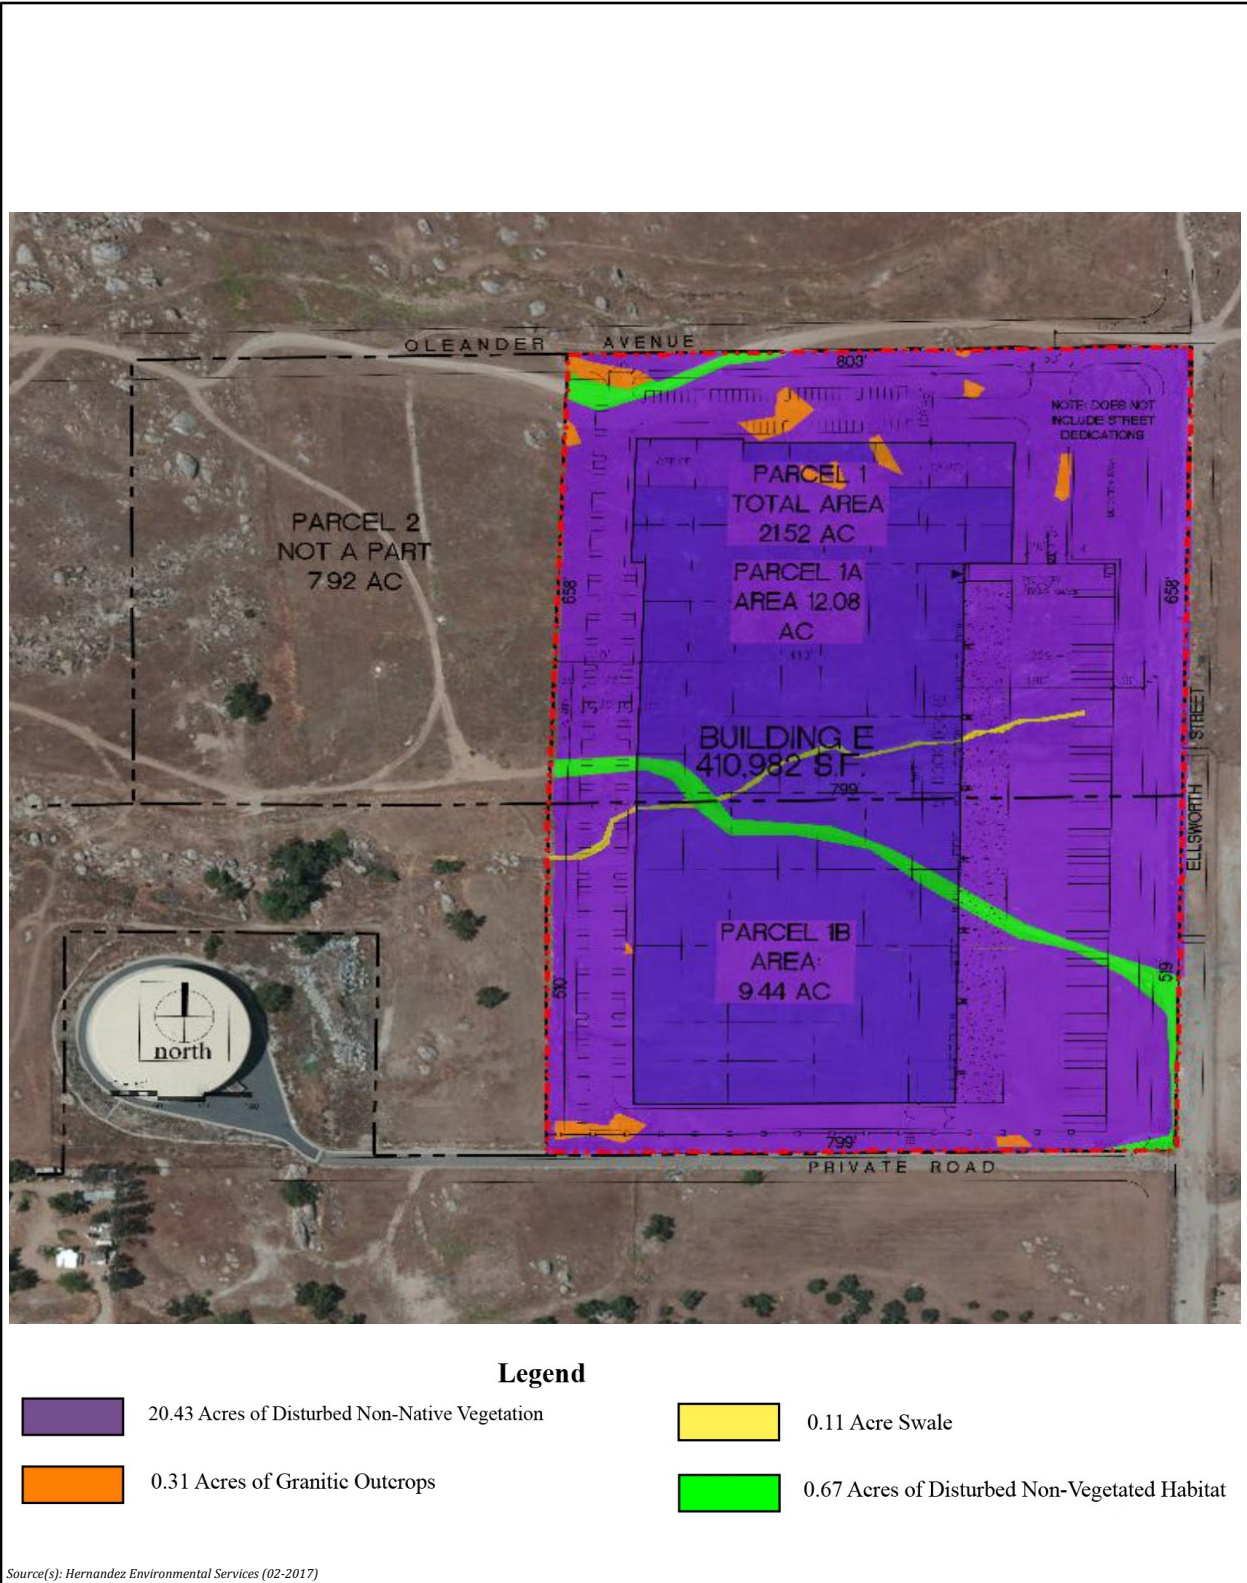 OLEANDER AVENUE
803'
NOTE: DOES NOT
INCLUDE STREET
DEDICATIONS
PARCEL 1
TOTAL AREA
21.52 AC
PARCEL 2
NOT A PART
7.92 AC
PARCEL 1A
AREA 12.08
AC
658'
658'
413'
ELLSWORTH STREET
BUILDING E
410,982 S.F.
799'
PARCEL 1B
AREA:
9.44 AC
510'
519'
north
799'
PRIVATE ROAD
Legend
20.43 Acres of Disturbed Non-Native Vegetation
0.11 Acre Swale
0.31 Acres of Granitic Outcrops
0.67 Acres of Disturbed Non-Vegetated Habitat
Source(s): Hernandez Environmental Services (02-2017)